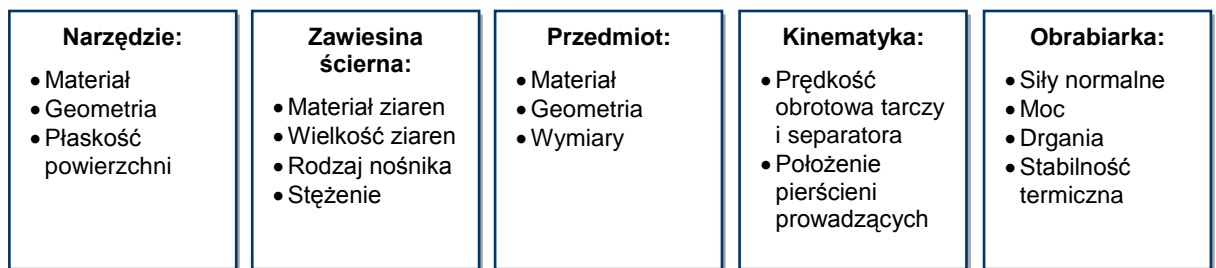 Narzędzie:
• Materiał
• Geometria
• Płaskość
powierzchni
Zawiesina
ścierna:
• Materiał ziaren
• Wielkość ziaren
• Rodzaj nośnika
• Stężenie
Przedmiot:
• Materiał
• Geometria
• Wymiary
Kinematyka:
• Prędkość
obrotowa tarczy
i separatora
• Położenie
pierścieni
prowadzących
Obrabiarka:
• Siły normalne
• Moc
• Drgania
• Stabilność
termiczna